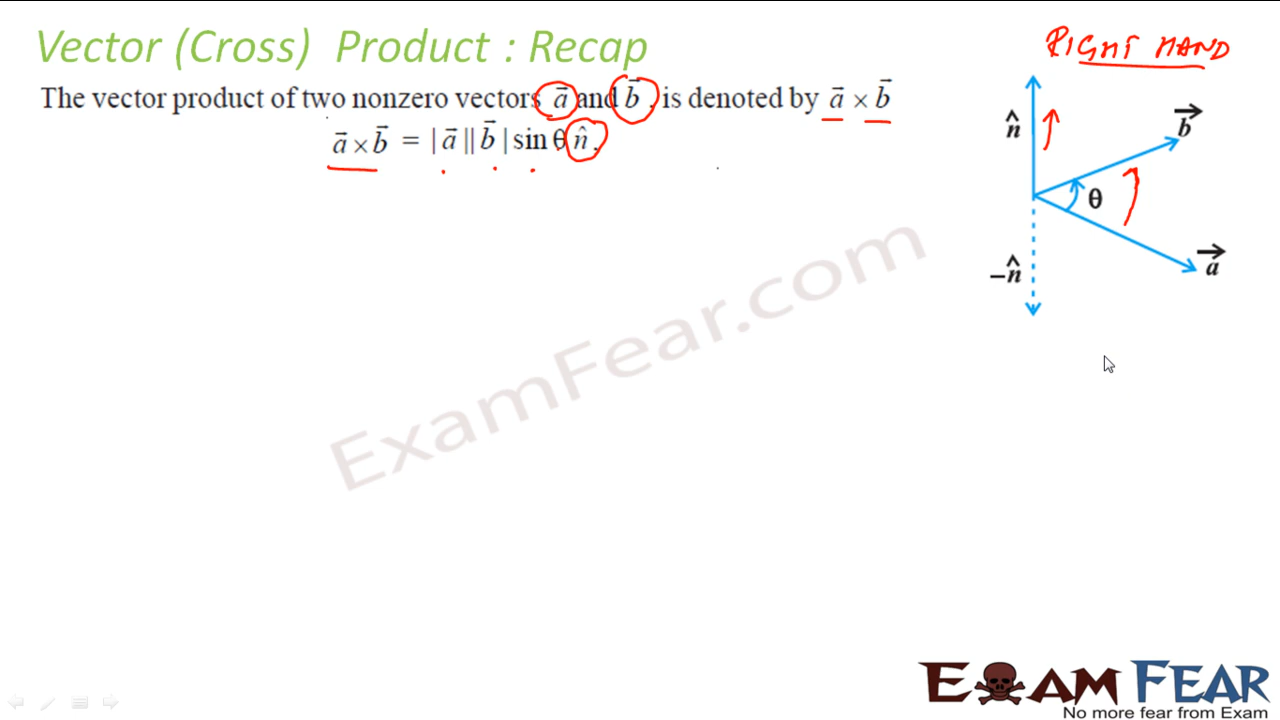 Vector (Cross) Product : Recap
RIGHT HAND
The vector product of two nonzero vectors a⃗ and b⃗ , is denoted by a⃗ × b⃗
a⃗ × b⃗ = | a⃗ || b⃗ | sin θ n̂ ,
n̂
b⃗
θ
a⃗
–n̂
ExamFear.com
EXAM FEAR
No more fear from Exam